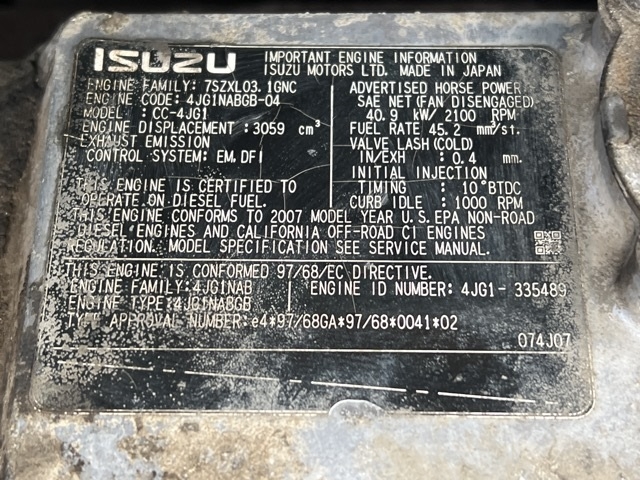 ISUZU
IMPORTANT ENGINE INFORMATION
ISUZU MOTORS LTD. MADE IN JAPAN
ENGINE FAMILY: 7SZXL03.1GNC
ENGINE CODE: 4JG1NABGB-04
MODEL : CC-4JG1
ENGINE DISPLACEMENT: 3059 cm³
EXHAUST EMISSION
CONTROL SYSTEM: EM, DFI
THIS ENGINE IS CERTIFIED TO
OPERATE ON DIESEL FUEL.
ADVERTISED HORSE POWER
SAE NET (FAN DISENGAGED)
40.9 kW/ 2100 RPM
FUEL RATE 45.2 mm³/st.
VALVE LASH (COLD)
IN/EXH : 0.4 mm.
INITIAL INJECTION
TIMING : 10°BTDC
CURB IDLE : 1000 RPM
THIS ENGINE CONFORMS TO 2007 MODEL YEAR U.S. EPA NON-ROAD
DIESEL ENGINES AND CALIFORNIA OFF-ROAD CI ENGINES
REGULATION. MODEL SPECIFICATION SEE SERVICE MANUAL.
THIS ENGINE IS CONFORMED 97/68/EC DIRECTIVE.
ENGINE FAMILY: 4JG1NAB ENGINE ID NUMBER: 4JG1- 335489
ENGINE TYPE: 4JG1NABGB
TYPE APPROVAL NUMBER: e4*97/68GA*97/68*0041*02
074J07